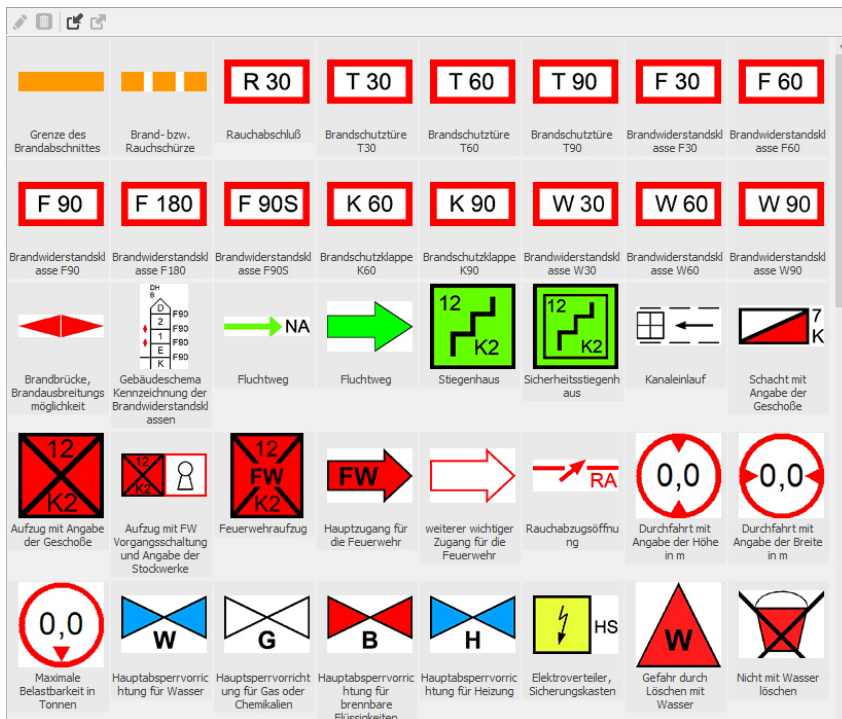 R 30
T 30
T 60
T 90
F 30
F 60
Grenze des
Brandabschnittes
Brand- bzw.
Rauchschürze
Rauchabschluß
Brandschutztüre
T30
Brandschutztüre
T60
Brandschutztüre
T90
Brandwiderstandskl
asse F30
Brandwiderstandskl
asse F60
F 90
F 180
F 90S
K 60
K 90
W 30
W 60
W 90
Brandwiderstandskl
asse F90
Brandwiderstandskl
asse F180
Brandwiderstandskl
asse F90S
Brandschutzklappe
K60
Brandschutzklappe
K90
Brandwiderstandskl
asse W30
Brandwiderstandskl
asse W60
Brandwiderstandskl
asse W90
DH
B
D
2 F90
1 F90
E F90
K F90
NA
12
K2
12
K2
7
K
Brandbrücke,
Brandausbreitungs
möglichkeit
Gebäudeschema
Kennzeichnung der
Brandwiderstandskl
assen
Fluchtweg
Fluchtweg
Stiegenhaus
Sicherheitsstiegenh
aus
Kanaleinlauf
Schacht mit
Angabe der
Geschoße
12
K2
12
K2
12
FW
K2
FW
RA
0,0
0,0
Aufzug mit Angabe
der Geschoße
Aufzug mit FW
Vorgangsschaltung
und Angabe der
Stockwerke
Feuerwehraufzug
Hauptzugang für
die Feuerwehr
weiterer wichtiger
Zugang für die
Feuerwehr
Rauchabzugsöffnu
ng
Durchfahrt mit
Angabe der Höhe
in m
Durchfahrt mit
Angabe der Breite
in m
0,0
W
G
B
H
HS
W
Maximale
Belastbarkeit in
Tonnen
Hauptabsperrvorric
htung für Wasser
Hauptsperrvorricht
ung für Gas oder
Chemikalien
Hauptabsperrvorric
htung für
brennbare
Flüssigkeiten
Hauptabsperrvorric
htung für Heizung
Elektroverteiler,
Sicherungskasten
Gefahr durch
Löschen mit
Wasser
Nicht mit Wasser
löschen